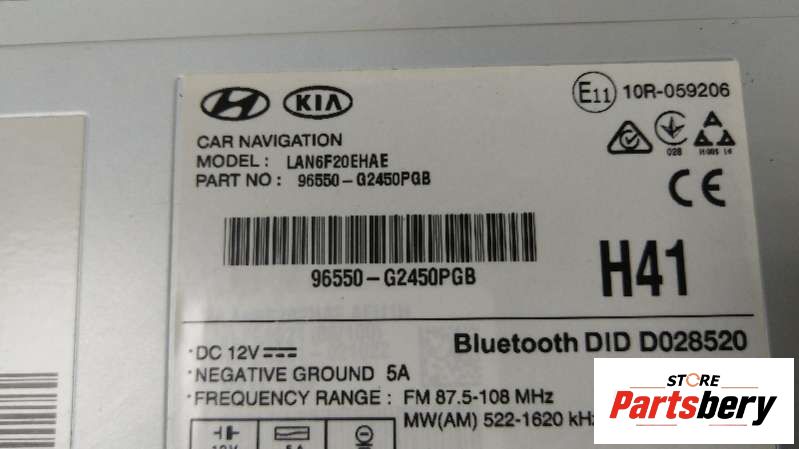 KIA
E11 10R-059206
CAR NAVIGATION
MODEL : LAN6F20EHAE
PART NO : 96550-G2450PGB
028
CE
96550-G2450PGB
H41
Bluetooth DID D028520
· DC 12V
· NEGATIVE GROUND 5A
· FREQUENCY RANGE : FM 87.5-108 MHz
MW(AM) 522-1620 kHz
STORE
Partsbery